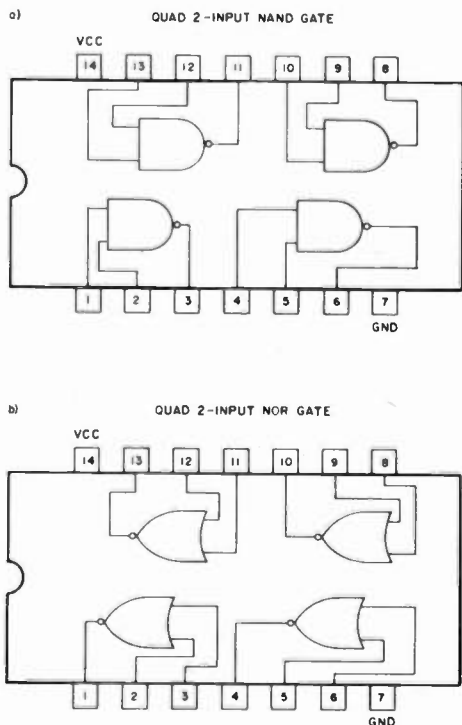 a) QUAD 2-INPUT NAND GATE
VCC
14 13 12 11 10 9 8
1 2 3 4 5 6 7
GND
b) QUAD 2-INPUT NOR GATE
VCC
14 13 12 11 10 9 8
1 2 3 4 5 6 7
GND